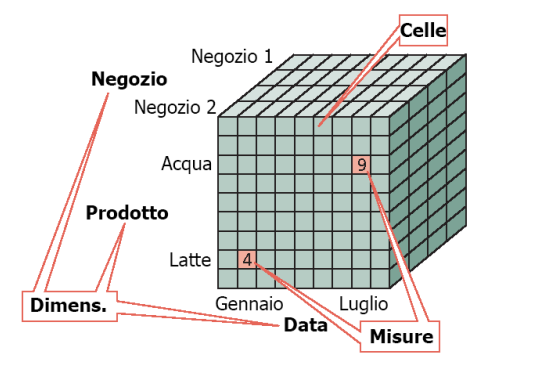 Celle
Negozio 1
Negozio
Negozio 2
Acqua
9
Prodotto
Latte
4
Dimens.
Gennaio
Luglio
Data
Misure